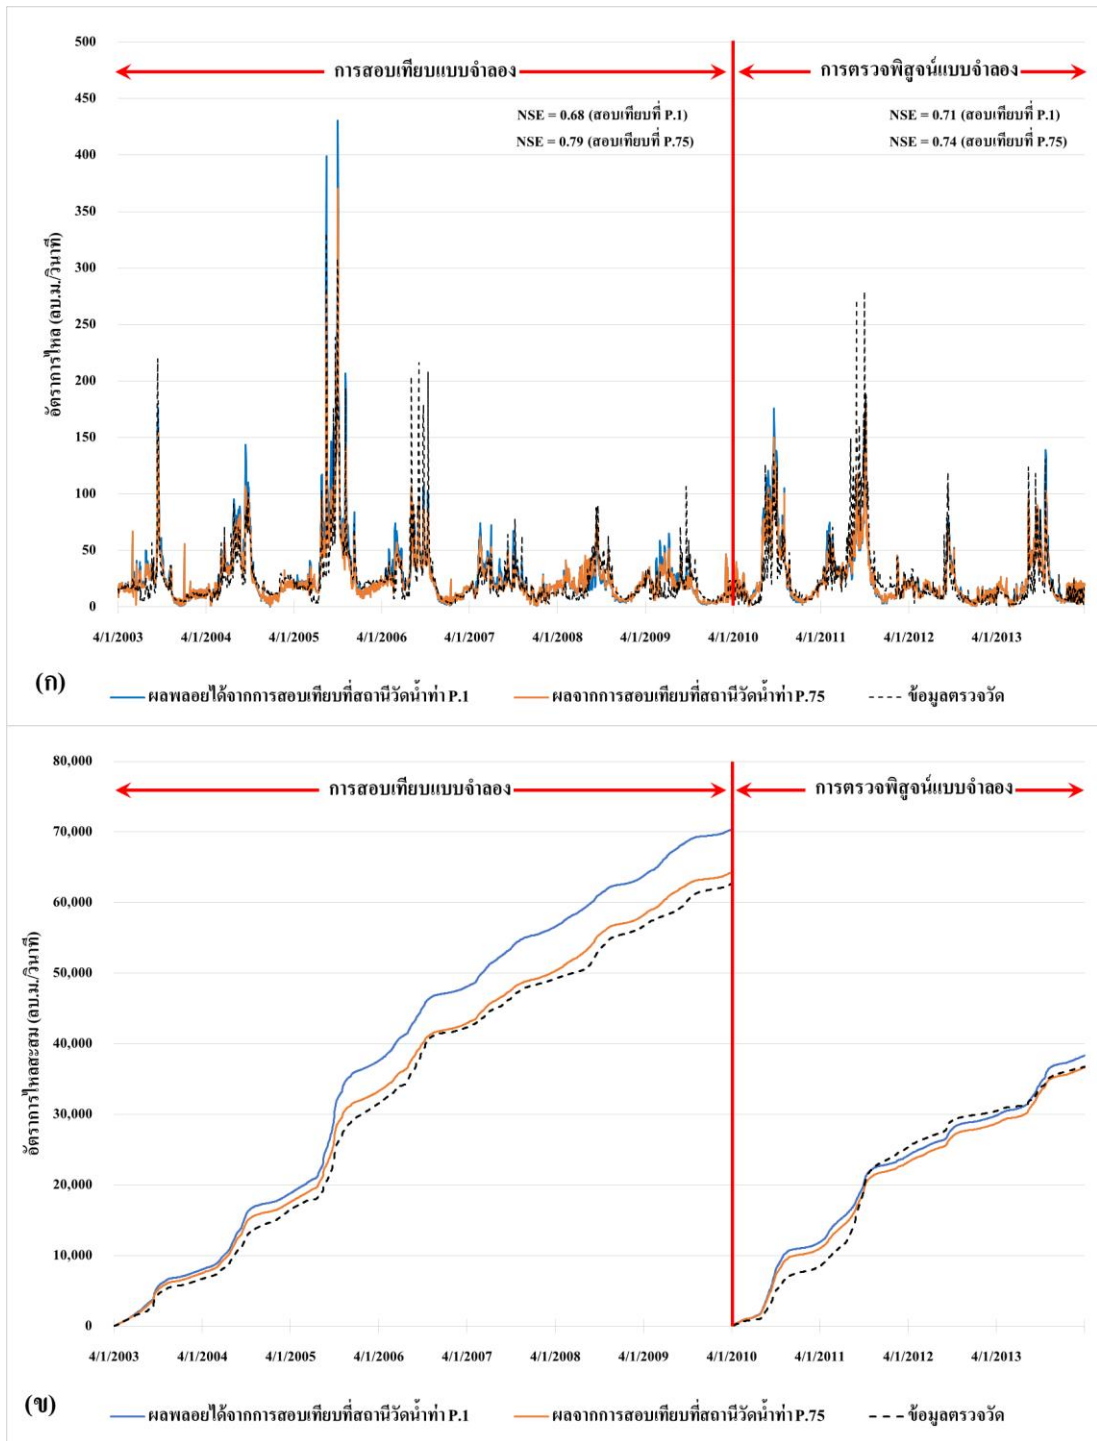 500
การสอบเทียบแบบจำลอง
การตรวจพิสูจน์แบบจำลอง
450
NSE = 0.68 (สอบเทียบที่ P.1)
NSE = 0.71 (สอบเทียบที่ P.1)
NSE = 0.79 (สอบเทียบที่ P.75)
NSE = 0.74 (สอบเทียบที่ P.75)
400
350
300
250
200
150
100
50
0
อัตราการไหล (ลบ.ม./วินาที)
4/1/2003 4/1/2004 4/1/2005 4/1/2006 4/1/2007 4/1/2008 4/1/2009 4/1/2010 4/1/2011 4/1/2012 4/1/2013
(ก)
ผลพลอยได้จากการสอบเทียบที่สถานีวัดน้ำท่า P.1 ผลจากการสอบเทียบที่สถานีวัดน้ำท่า P.75 ข้อมูลตรวจวัด
80,000
การสอบเทียบแบบจำลอง
การตรวจพิสูจน์แบบจำลอง
70,000
60,000
50,000
40,000
30,000
20,000
10,000
0
อัตราการไหลสะสม (ลบ.ม./วินาที)
4/1/2003 4/1/2004 4/1/2005 4/1/2006 4/1/2007 4/1/2008 4/1/2009 4/1/2010 4/1/2011 4/1/2012 4/1/2013
(ข)
ผลพลอยได้จากการสอบเทียบที่สถานีวัดน้ำท่า P.1 ผลจากการสอบเทียบที่สถานีวัดน้ำท่า P.75 ข้อมูลตรวจวัด